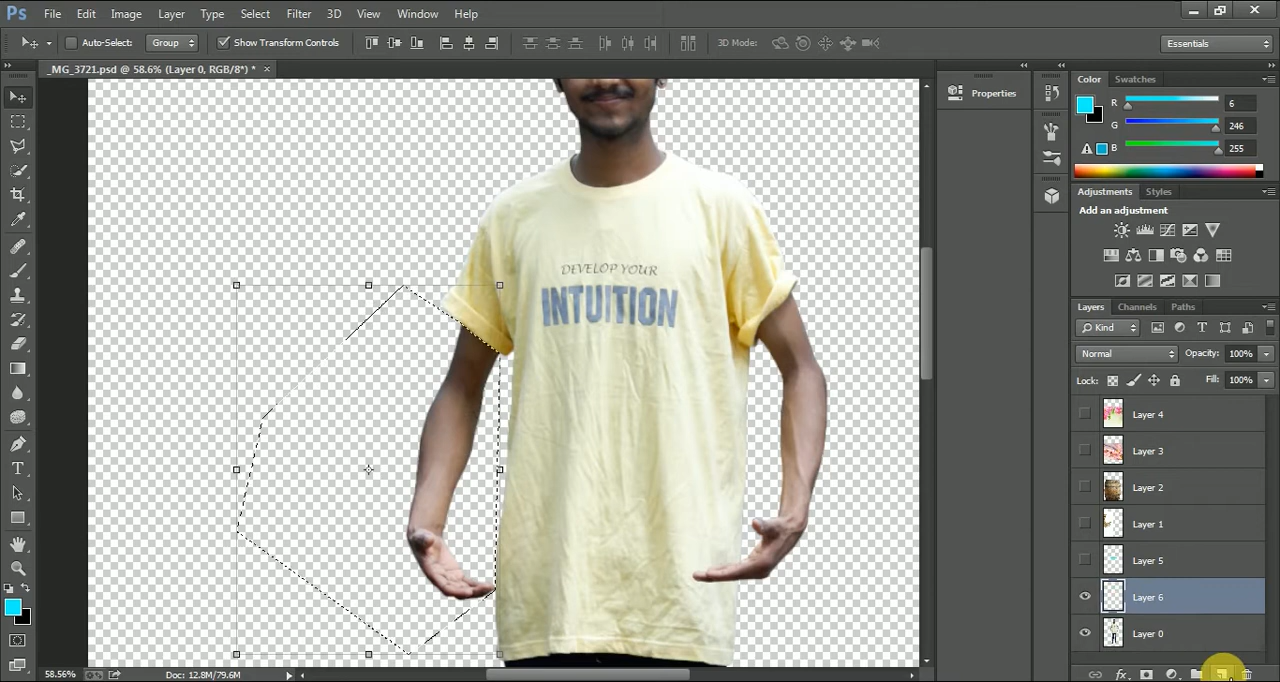 Ps File Edit Image Layer Type Select Filter 3D View Window Help
Auto-Select: Group Show Transform Controls 3D Mode: Essentials
_MG_3721.psd @ 58.6% (Layer 0, RGB/8*) * ×
Properties
Color Swatches
R 6
G 246
B 255
Adjustments Styles
Add an adjustment
Layers Channels Paths
Kind
Normal Opacity: 100%
Lock: Fill: 100%
Layer 4
Layer 3
Layer 2
Layer 1
Layer 5
Layer 6
Layer 0
DEVELOP YOUR
INTUITION
58.56% Doc: 12.8M/79.6M